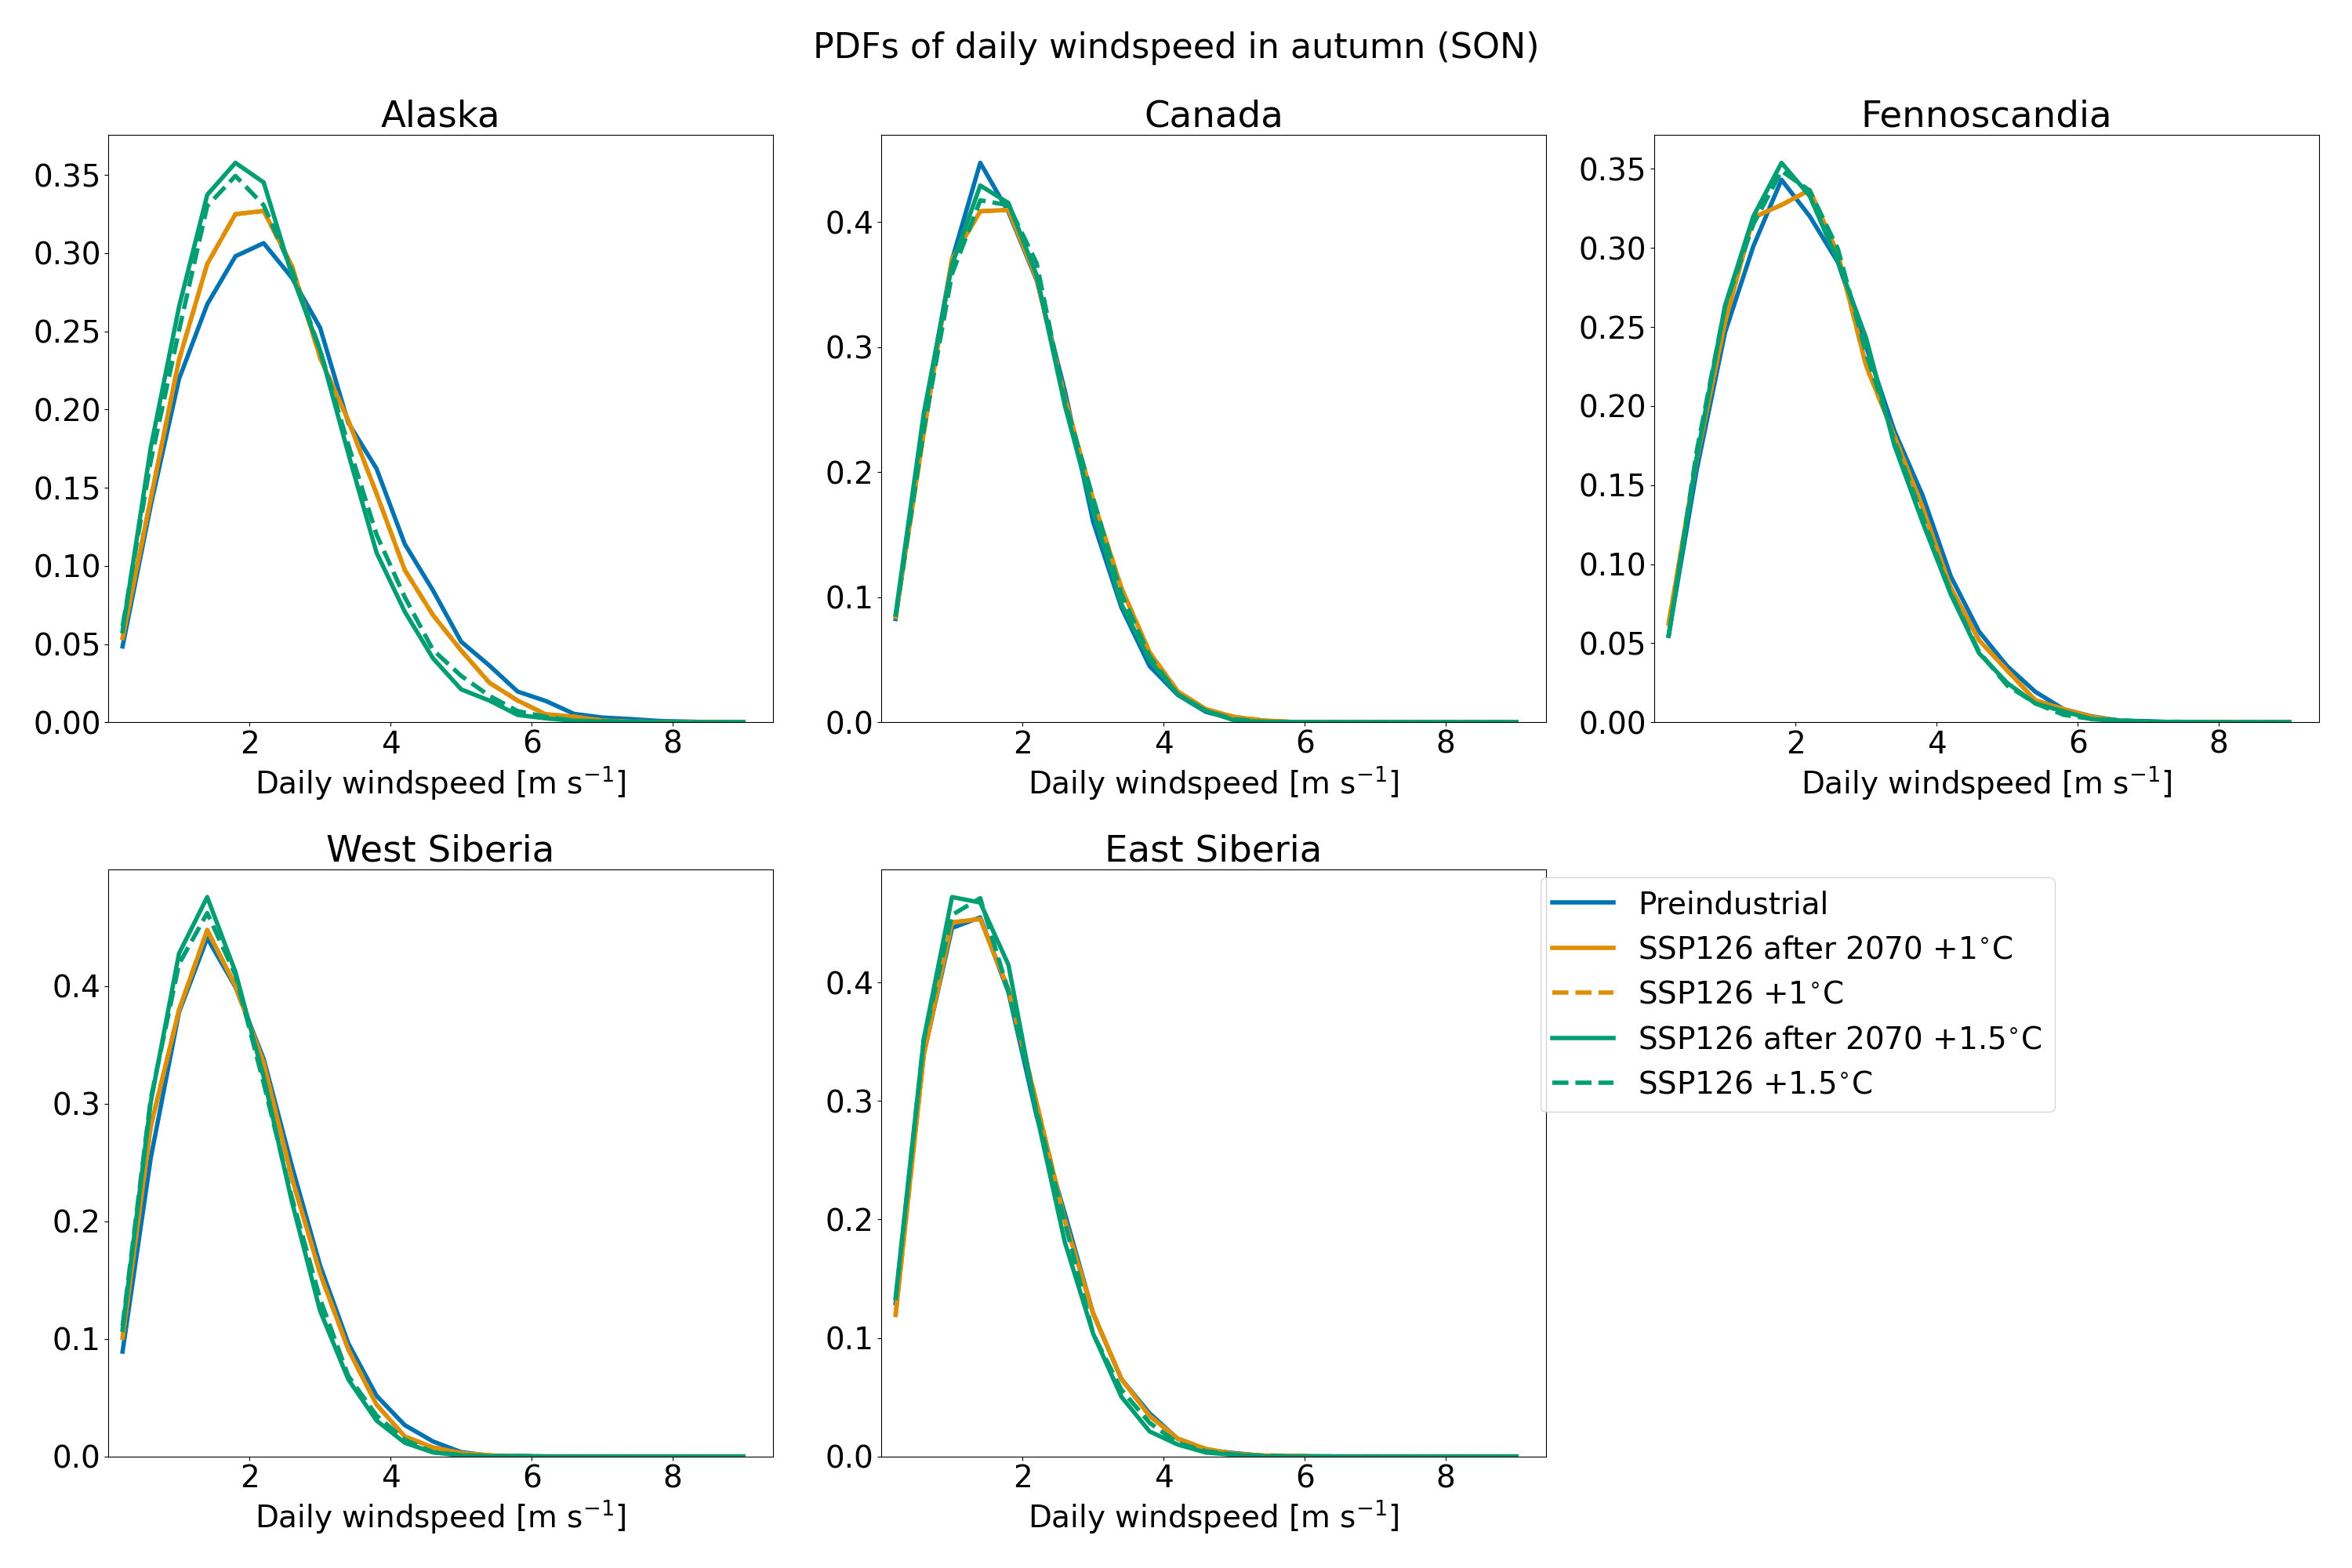 PDFs of daily windspeed in autumn (SON)
Alaska
0.35
0.30
0.25
0.20
0.15
0.10
0.05
0.00
2 4 6 8
Daily windspeed [m s⁻¹]
Canada
0.4
0.3
0.2
0.1
0.0
2 4 6 8
Daily windspeed [m s⁻¹]
Fennoscandia
0.35
0.30
0.25
0.20
0.15
0.10
0.05
0.00
2 4 6 8
Daily windspeed [m s⁻¹]
West Siberia
0.4
0.3
0.2
0.1
0.0
2 4 6 8
Daily windspeed [m s⁻¹]
East Siberia
0.4
0.3
0.2
0.1
0.0
2 4 6 8
Daily windspeed [m s⁻¹]
Preindustrial
SSP126 after 2070 +1°C
SSP126 +1°C
SSP126 after 2070 +1.5°C
SSP126 +1.5°C